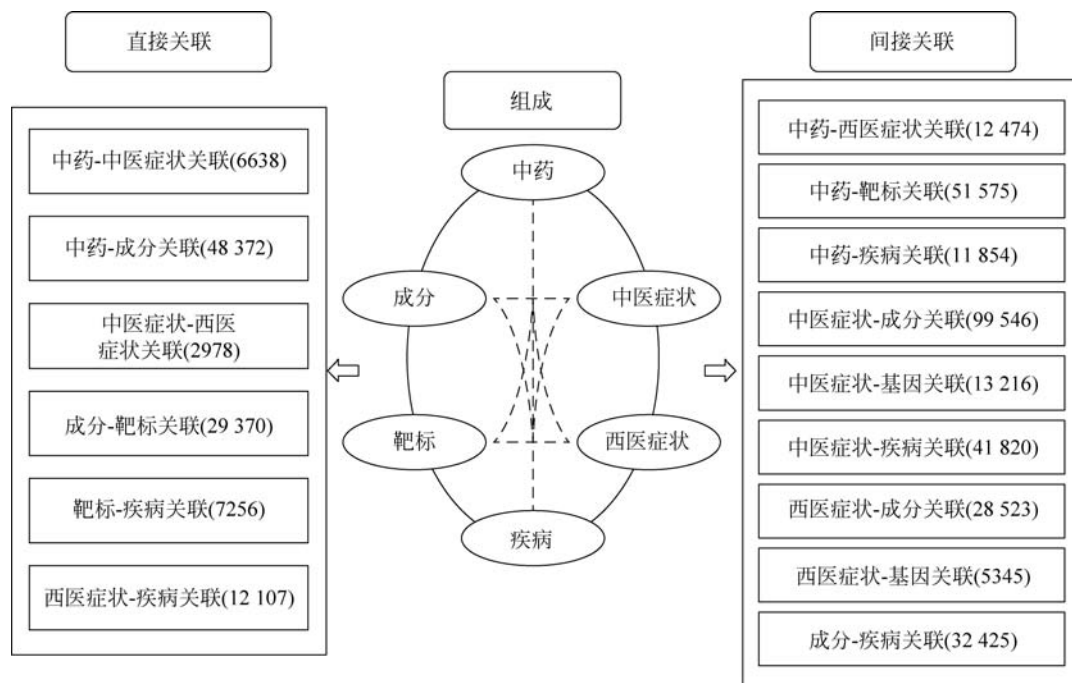 直接关联
中药-中医症状关联(6638)
中药-成分关联(48 372)
中医症状-西医
症状关联(2978)
成分-靶标关联(29 370)
靶标-疾病关联(7256)
西医症状-疾病关联(12 107)
组成
中药
成分
中医症状
靶标
西医症状
疾病
间接关联
中药-西医症状关联(12 474)
中药-靶标关联(51 575)
中药-疾病关联(11 854)
中医症状-成分关联(99 546)
中医症状-基因关联(13 216)
中医症状-疾病关联(41 820)
西医症状-成分关联(28 523)
西医症状-基因关联(5345)
成分-疾病关联(32 425)